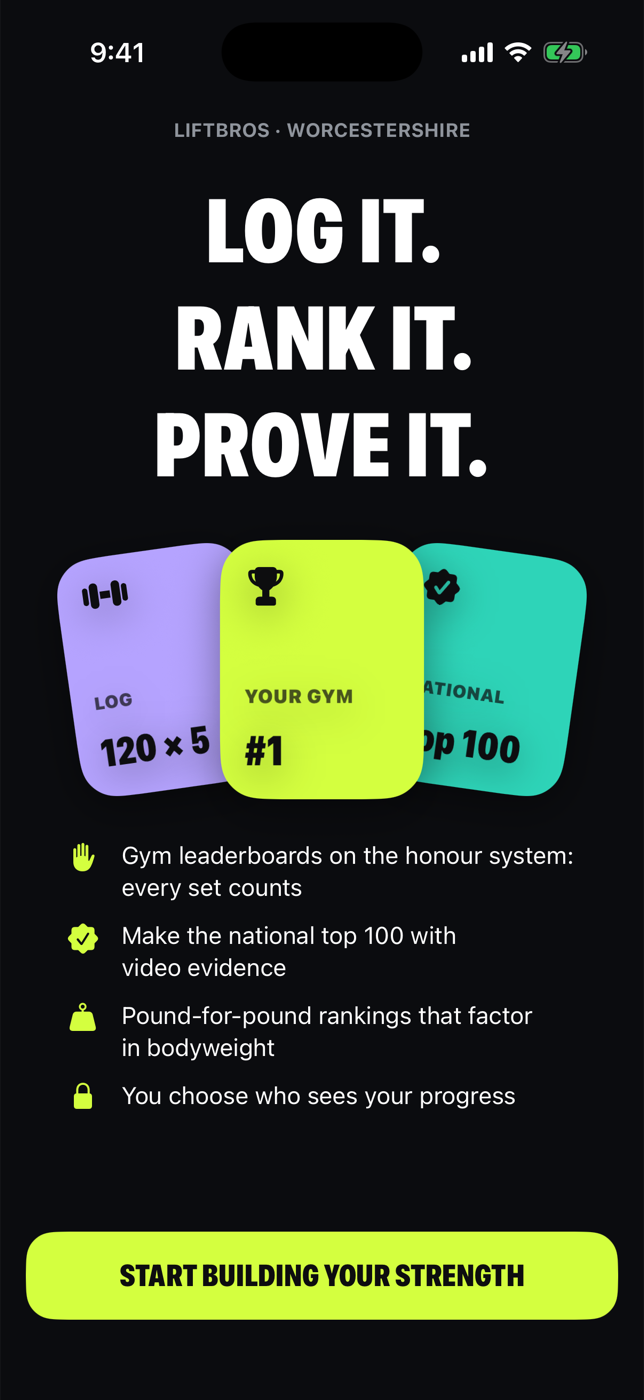 9:41
LIFTBROS · WORCESTERSHIRE
LOG IT.
RANK IT.
PROVE IT.
LOG
120 × 5
YOUR GYM
#1
ATIONAL
op 100
Gym leaderboards on the honour system:
every set counts
Make the national top 100 with
video evidence
Pound-for-pound rankings that factor
in bodyweight
You choose who sees your progress
START BUILDING YOUR STRENGTH